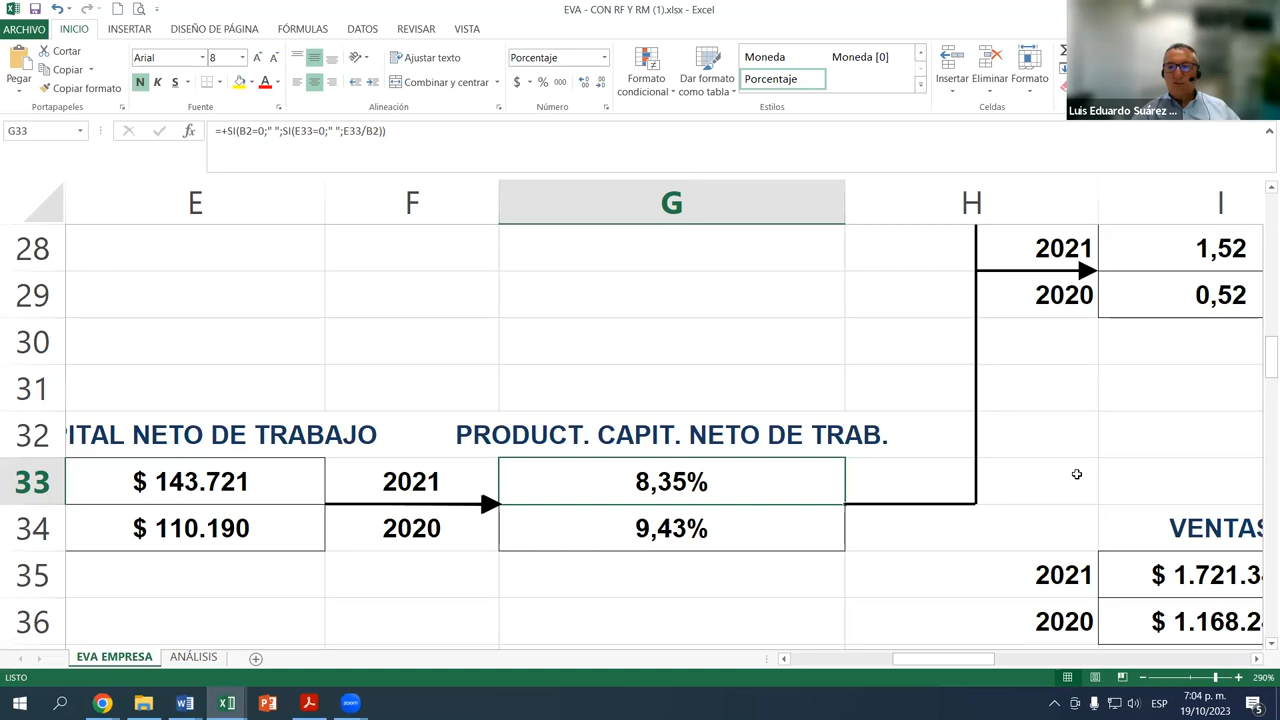 EVA - CON RF Y RM (1).xlsx - Excel
ARCHIVO INICIO INSERTAR DISEÑO DE PÁGINA FÓRMULAS DATOS REVISAR VISTA
Pegar
Cortar
Copiar
Copiar formato
Portapapeles
Arial 8
N K S
Fuente
Ajustar texto
Combinar y centrar
Alineación
Porcentaje
$ % 000
Número
Formato condicional
Dar formato como tabla
Moneda Moneda [0]
Porcentaje
Estilos
Insertar Eliminar Formato
Celdas
Luis Eduardo Suárez ...
G33 fx =+SI(B2=0;" ";SI(E33=0;" ";E33/B2))
E F G H I
28 2021 1,52
29 2020 0,52
30
31
32 PITAL NETO DE TRABAJO PRODUCT. CAPIT. NETO DE TRAB.
33 $ 143.721 2021 8,35%
34 $ 110.190 2020 9,43% VENTAS
35 2021 $ 1.721.3
36 2020 $ 1.168.2
EVA EMPRESA ANÁLISIS
LISTO 290%
ESP 7:04 p. m.
19/10/2023 5